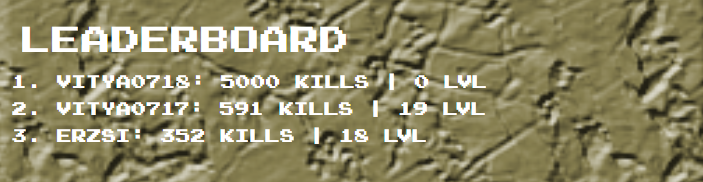 LEADERBOARD
1. VITYA0718: 5000 KILLS | 0 LVL
2. VITYA0717: 591 KILLS | 19 LVL
3. ERZSI: 352 KILLS | 18 LVL